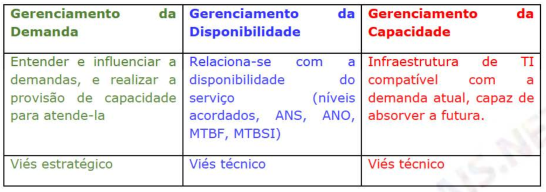 Gerenciamento da
Demanda
Gerenciamento da
Disponibilidade
Gerenciamento da
Capacidade
Entender e influenciar a
demandas, e realizar a
provisão de capacidade
para atende-la
Relaciona-se com a
disponibilidade do
serviço (níveis
acordados, ANS, ANO,
MTBF, MTBSI)
Infraestrutura de TI
compatível com a
demanda atual, capaz de
absorver a futura.
Viés estratégico
Viés técnico
Viés técnico